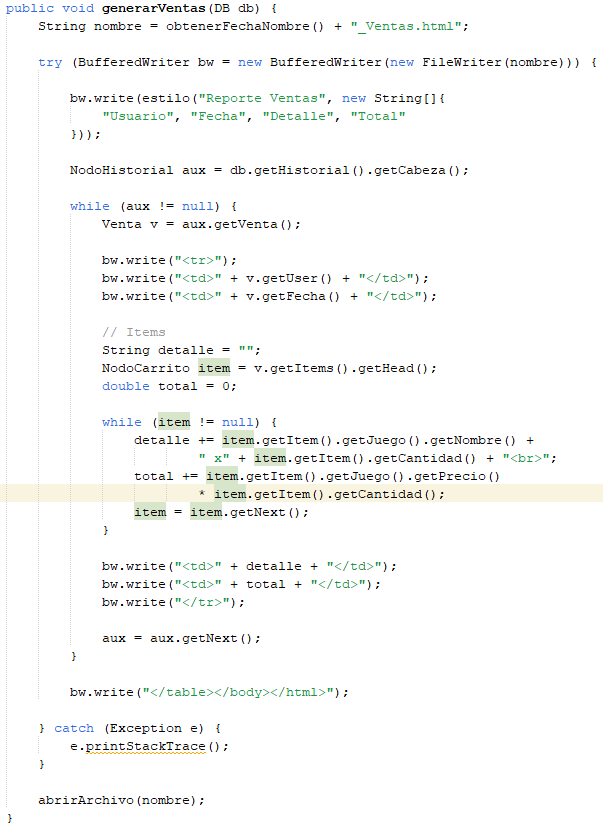 public void generarVentas(DB db) {
    String nombre = obtenerFechaNombre() + "_Ventas.html";
    try (BufferedWriter bw = new BufferedWriter(new FileWriter(nombre))) {
        bw.write(estilo("Reporte Ventas", new String[]{
            "Usuario", "Fecha", "Detalle", "Total"
        }));
        NodoHistorial aux = db.getHistorial().getCabeza();
        while (aux != null) {
            Venta v = aux.getVenta();
            bw.write("<tr>");
            bw.write("<td>" + v.getUser() + "</td>");
            bw.write("<td>" + v.getFecha() + "</td>");
            // Items
            String detalle = "";
            NodoCarrito item = v.getItems().getHead();
            double total = 0;
            while (item != null) {
                detalle += item.getItem().getJuego().getNombre() +
                        " x" + item.getItem().getCantidad() + "<br>";
                total += item.getItem().getJuego().getPrecio()
                        * item.getItem().getCantidad();
                item = item.getNext();
            }
            bw.write("<td>" + detalle + "</td>");
            bw.write("<td>" + total + "</td>");
            bw.write("</tr>");
            aux = aux.getNext();
        }
        bw.write("</table></body></html>");
    } catch (Exception e) {
        e.printStackTrace();
    }
    abrirArchivo(nombre);
}